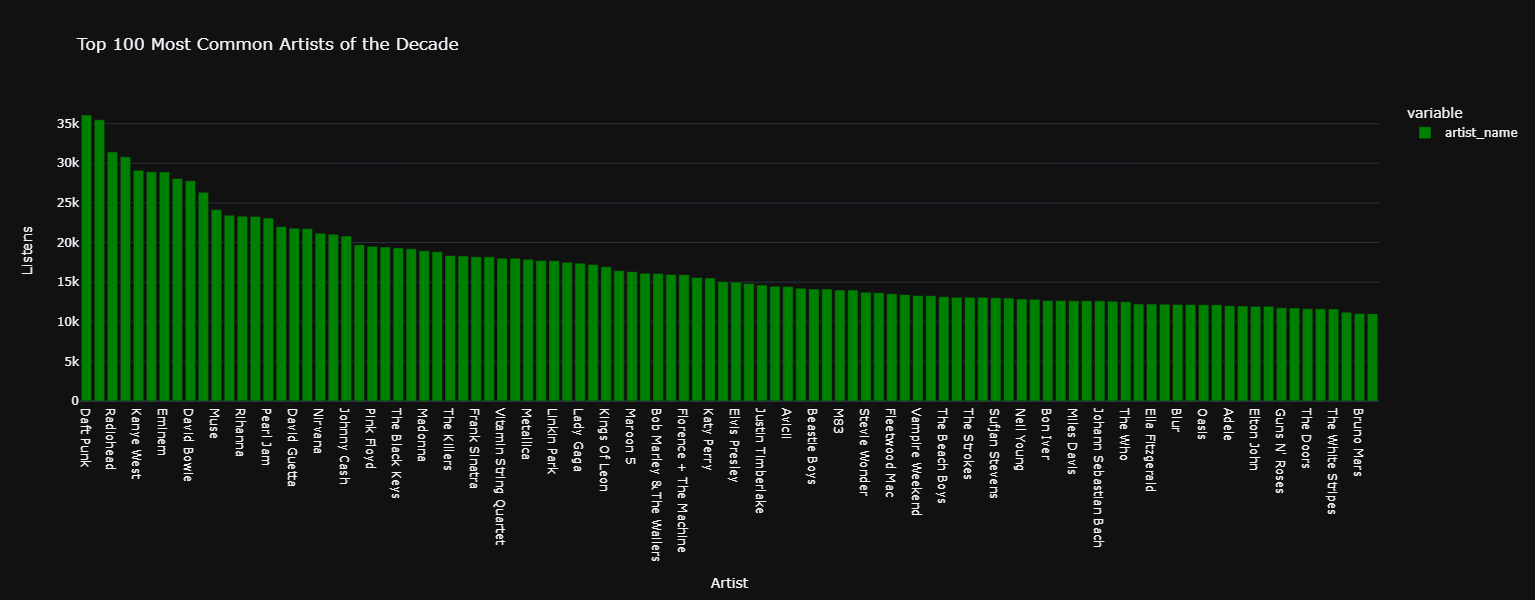 Top 100 Most Common Artists of the Decade
variable
artist_name
35k
30k
25k
20k
15k
10k
5k
0
Listens
Daft Punk
Radiohead
Kanye West
Eminem
David Bowie
Muse
Rihanna
Pearl Jam
David Guetta
Nirvana
Johnny Cash
Pink Floyd
The Black Keys
Madonna
The Killers
Frank Sinatra
Vitamin String Quartet
Metallica
Linkin Park
Lady Gaga
Kings Of Leon
Maroon 5
Bob Marley & The Wailers
Florence + The Machine
Katy Perry
Elvis Presley
Justin Timberlake
Avicii
Beastie Boys
M83
Stevie Wonder
Fleetwood Mac
Vampire Weekend
The Beach Boys
The Strokes
Sufjan Stevens
Neil Young
Bon Iver
Miles Davis
Johann Sebastian Bach
The Who
Ella Fitzgerald
Blur
Oasis
Adele
Elton John
Guns N' Roses
The Doors
The White Stripes
Bruno Mars
Artist